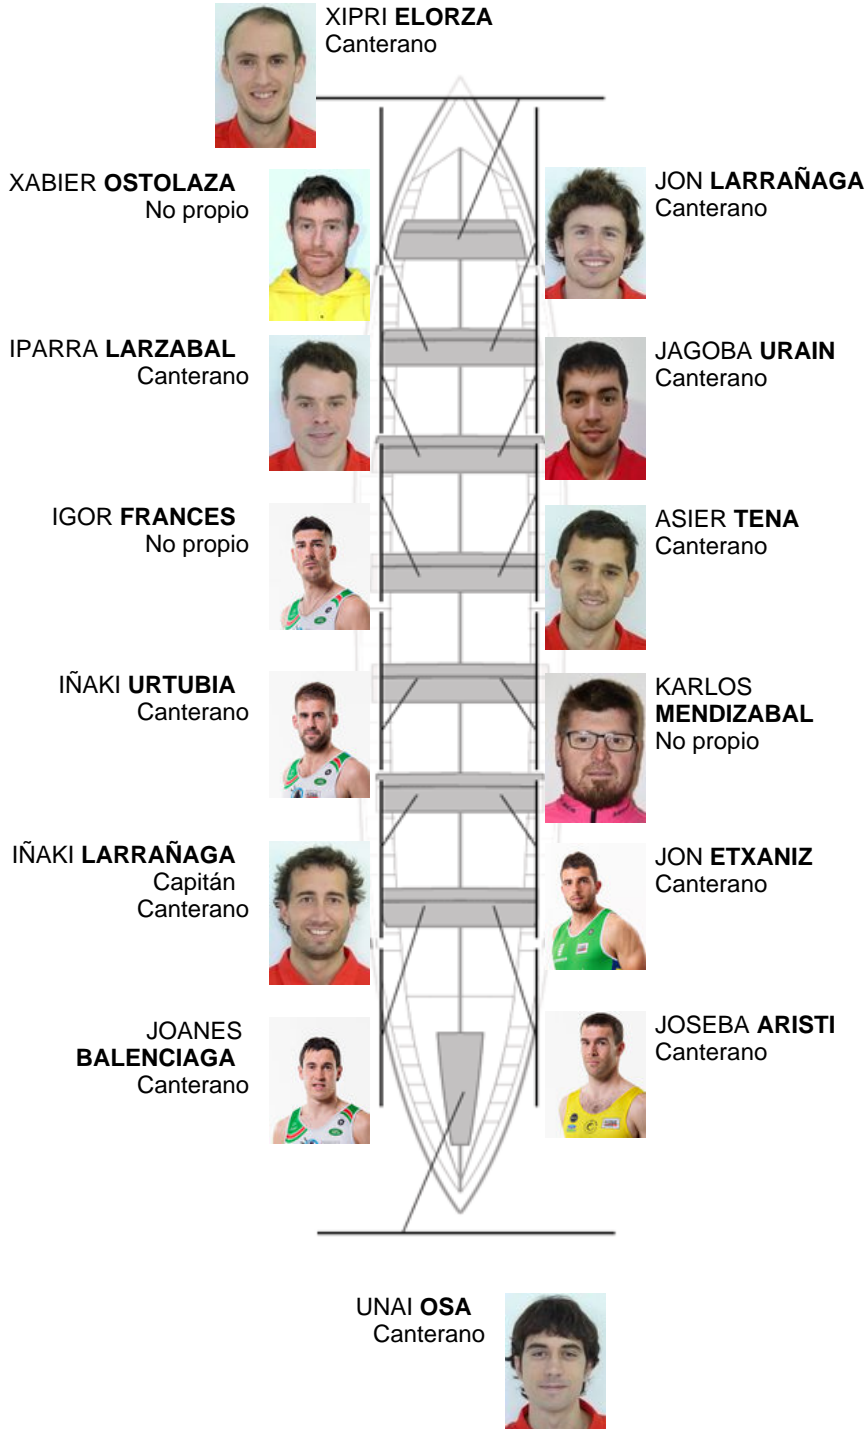 XIPRI ELORZA
Canterano
XABIER OSTOLAZA
No propio
JON LARRAÑAGA
Canterano
IPARRA LARZABAL
Canterano
JAGOBA URAIN
Canterano
IGOR FRANCES
No propio
ASIER TENA
Canterano
IÑAKI URTUBIA
Canterano
KARLOS
MENDIZABAL
No propio
IÑAKI LARRAÑAGA
Capitán
Canterano
JON ETXANIZ
Canterano
JOANES
BALENCIAGA
Canterano
JOSEBA ARISTI
Canterano
UNAI OSA
Canterano